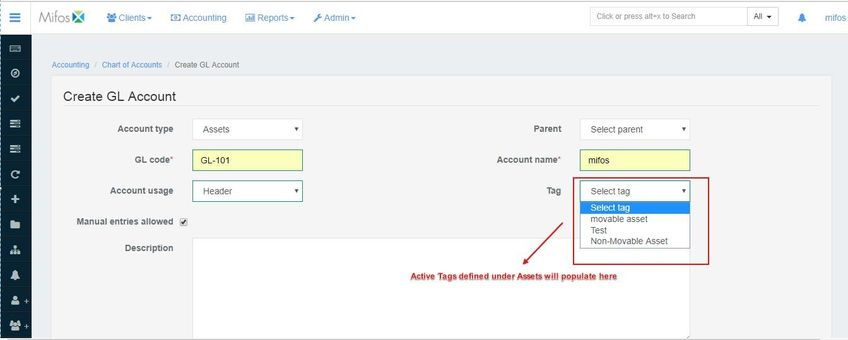 Mifos Clients Accounting Reports Admin Click or press alt+x to Search All mifos
Accounting / Chart of Accounts / Create GL Account
Create GL Account
Account type Assets Parent Select parent
GL code* GL-101 Account name* mifos
Account usage Header Tag Select tag
Select tag
Manual entries allowed movable asset
Test
Non-Movable Asset
Description
Active Tags defined under Assets will populate here